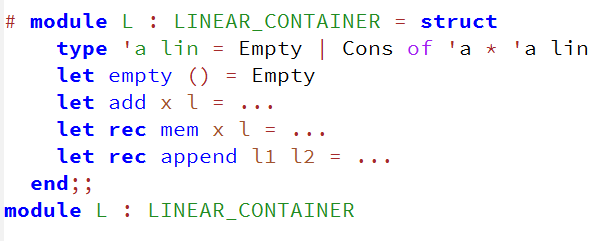 # module L : LINEAR_CONTAINER = struct
type 'a lin = Empty | Cons of 'a * 'a lin
let empty () = Empty
let add x l = ...
let rec mem x l = ...
let rec append l1 l2 = ...
end;;
module L : LINEAR_CONTAINER